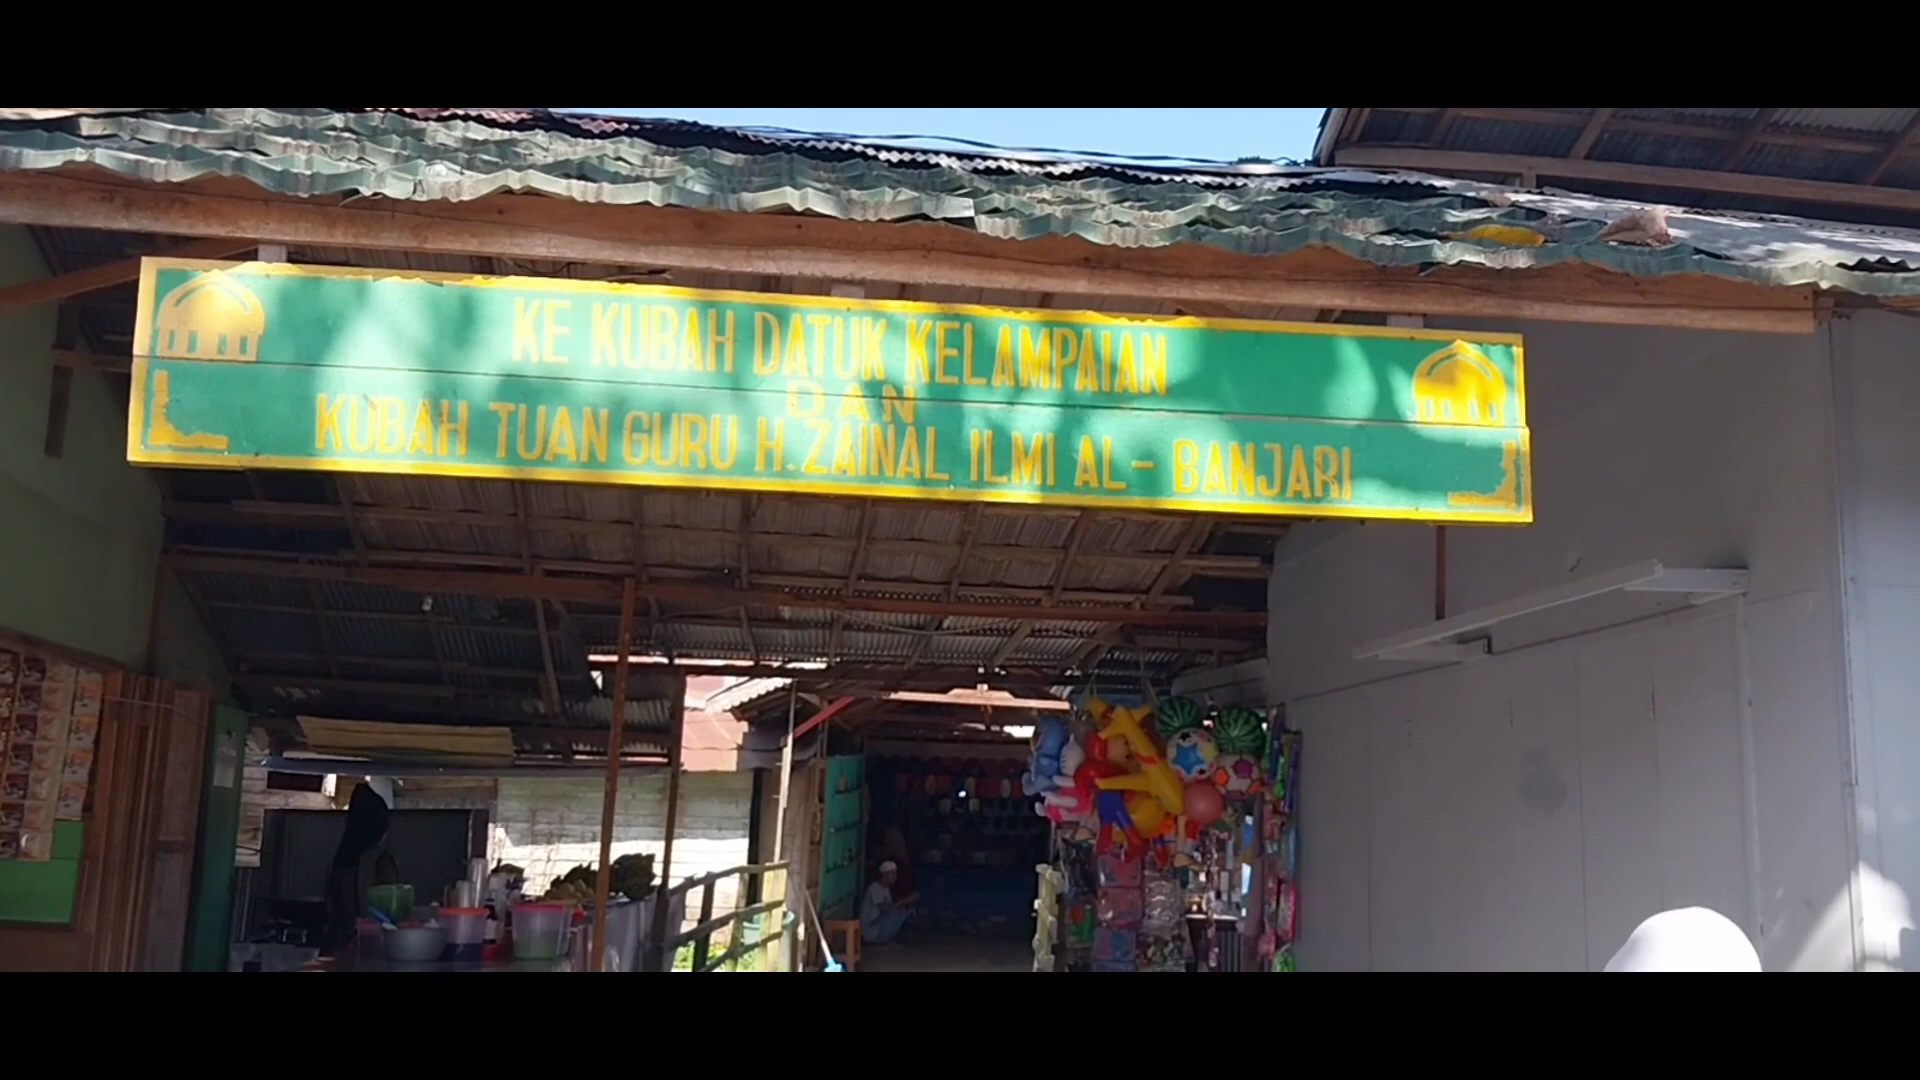 KE KUBAH DATUK KELAMPAIAN
DAN
KUBAH TUAN GURU H. ZAINAL ILMI AL - BANJARI